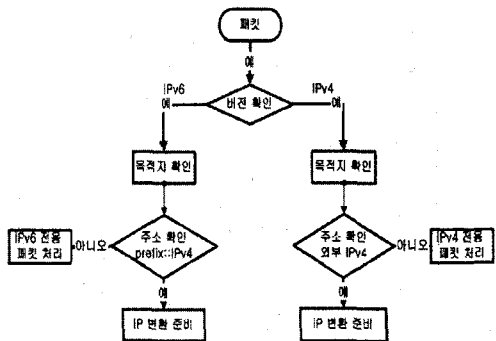 패킷
예
IPv6
IPv4
예
버전 확인
예
목적지 확인
목적지 확인
IPv6 전용
패킷 처리
아니오
주소 확인
prefix::IPv4
주소 확인
외부 IPv4
아니오
IPv4 전용
패킷 처리
예
예
IP 변환 준비
IP 변환 준비